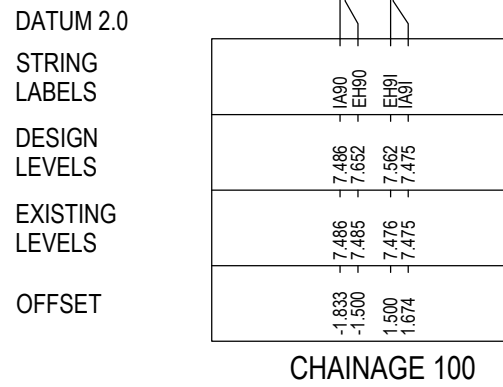 DATUM 2.0
STRING
LABELS
IA90
EH90
EH9I
IA9I
DESIGN
LEVELS
7.486
7.652
7.562
7.475
EXISTING
LEVELS
7.486
7.485
7.476
7.475
OFFSET
-1.833
-1.500
1.500
1.674
CHAINAGE 100